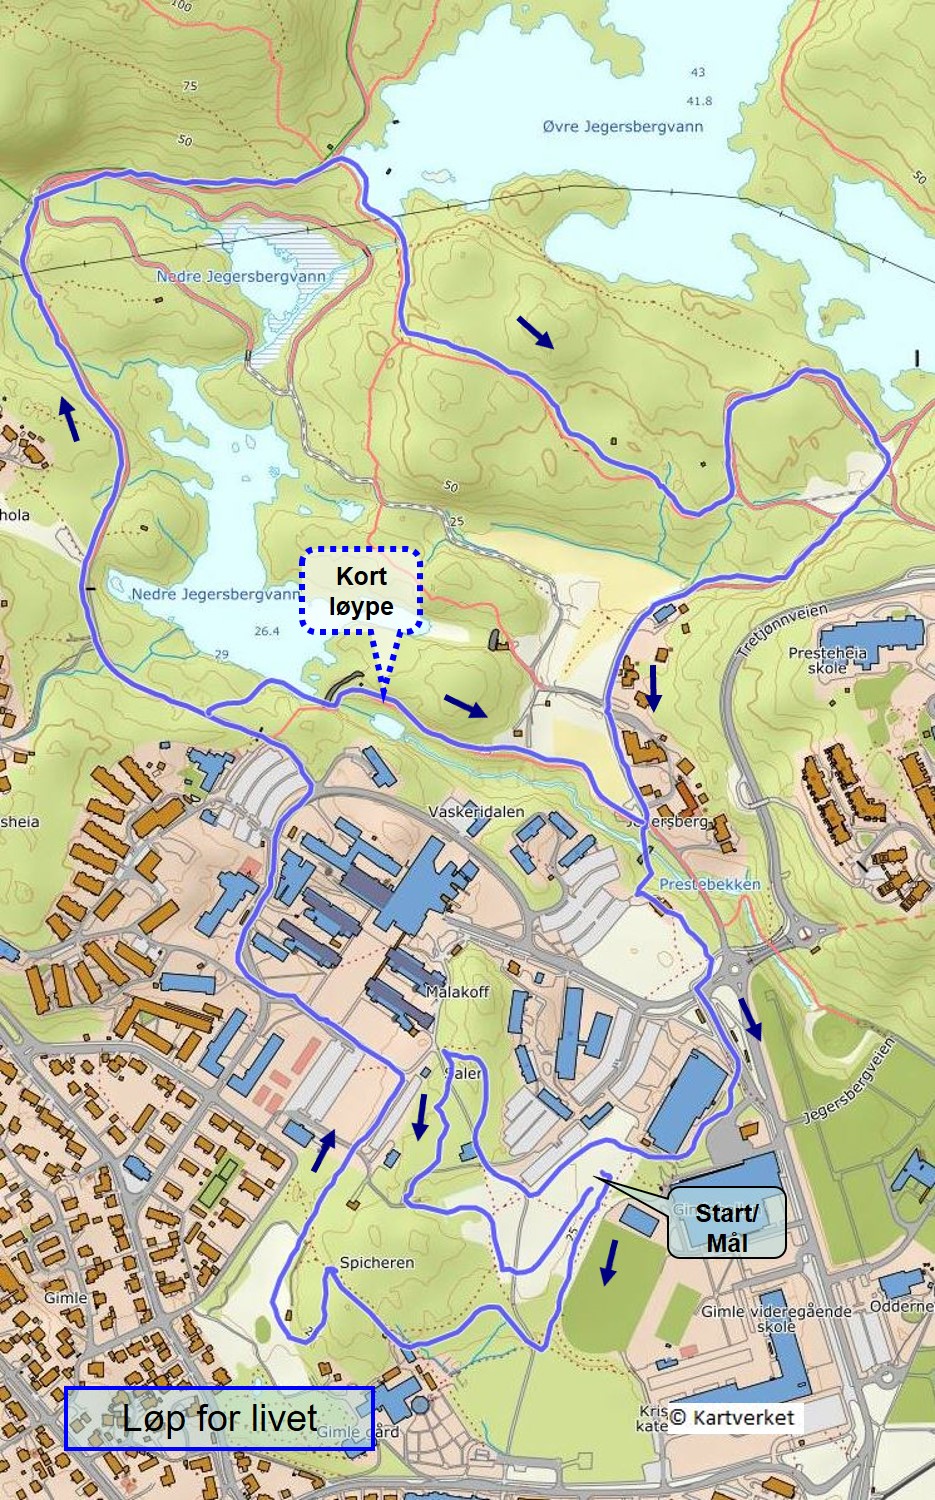 100
75
50
43
41.8
Øvre Jegersbergvann
50
Nedre Jegersbergvann
50
25
hola
Kort
løype
Nedre Jegersbergvann
26.4
29
Tretjønnveien
Presteheia
skole
sheia
Vaskeridalen
Prestebekken
Malakoff
Jegersbergveien
Start/
Mål
25
Spicheren
Gimle
Gimle videregående
skole
Oddernes
Løp for livet
Gimle gård
Kris
kate
© Kartverket